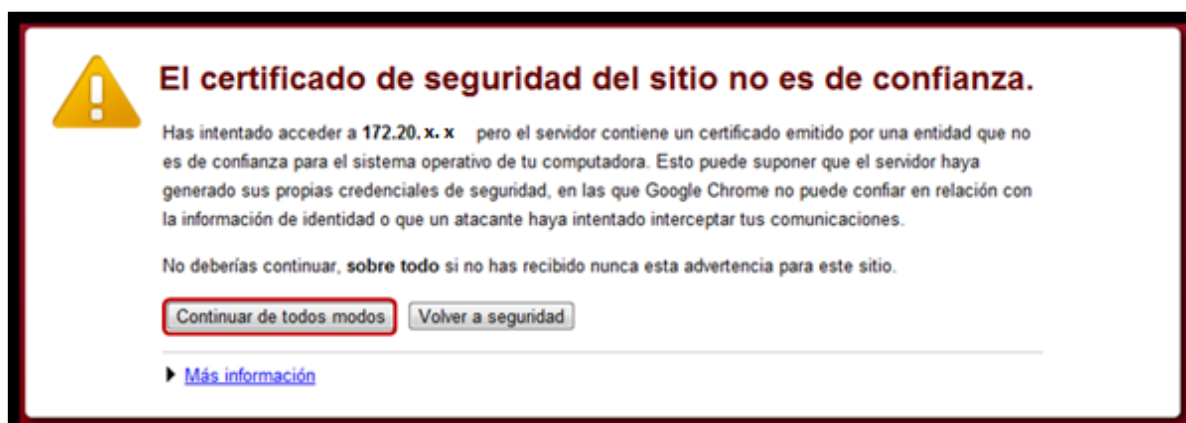 El certificado de seguridad del sitio no es de confianza.
Has intentado acceder a 172.20.x.x pero el servidor contiene un certificado emitido por una entidad que no
es de confianza para el sistema operativo de tu computadora. Esto puede suponer que el servidor haya
generado sus propias credenciales de seguridad, en las que Google Chrome no puede confiar en relación con
la información de identidad o que un atacante haya intentado interceptar tus comunicaciones.
No deberías continuar, sobre todo si no has recibido nunca esta advertencia para este sitio.
Continuar de todos modos Volver a seguridad
Más información